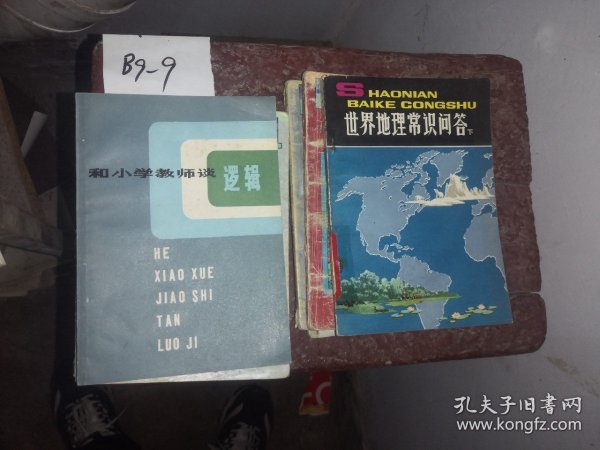 B9-9
和小学教师谈
逻辑
HE
XIAO XUE
JIAO SHI
TAN
LUO JI
SHAONIAN
BAIKE CONGSHU
世界地理常识问答下
孔夫子旧书网
www.kongfz.com